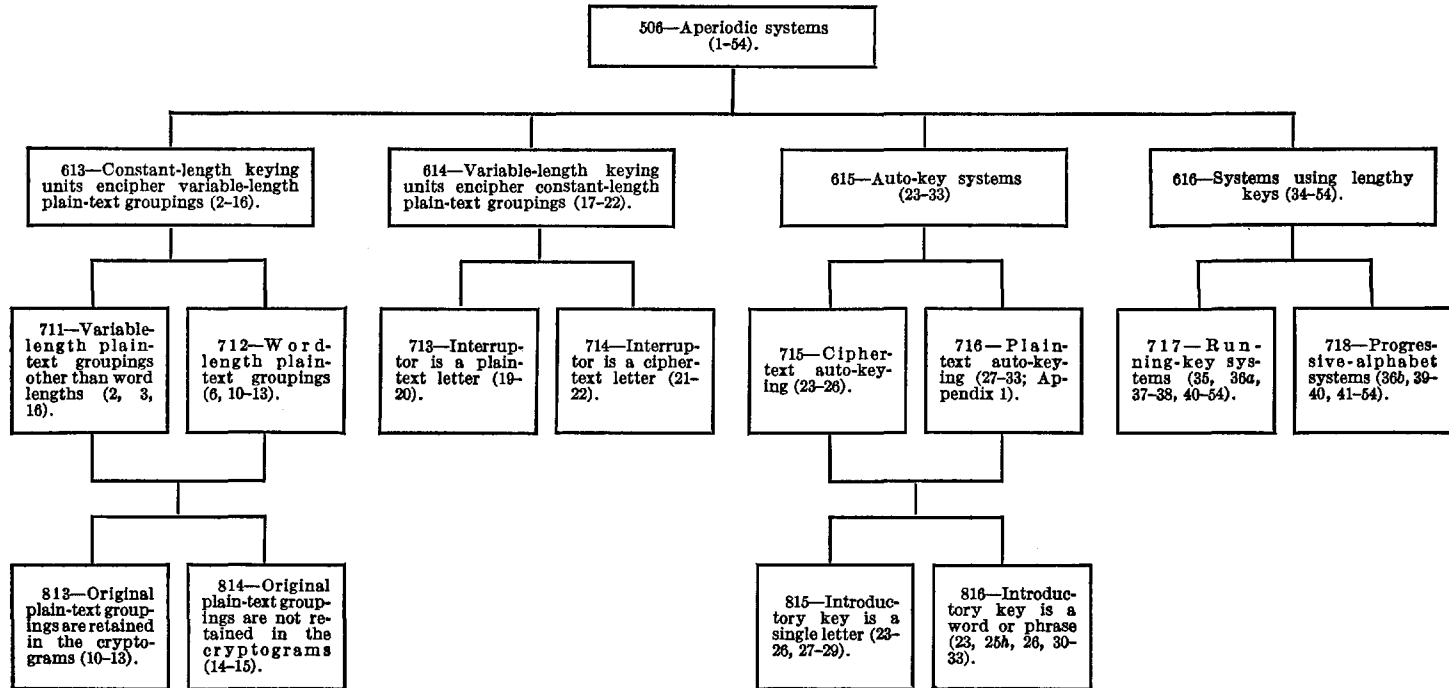 506—Aperiodic systems
(1–54).
613—Constant-length keying
units encipher variable-length
plain-text groupings (2–16).
614—Variable-length keying
units encipher constant-length
plain-text groupings (17–22).
615—Auto-key systems
(23–33)
616—Systems using lengthy
keys (34–54).
711—Variable-
length plain-
text groupings
other than word
lengths (2, 3,
16).
712—Word-
length plain-
text groupings
(6, 10–13).
713—Interrup-
tor is a plain-
text letter (19–
20).
714—Interrup-
tor is a cipher-
text letter (21–
22).
715—Cipher-
text auto-key-
ing (23–26).
716—Plain-
text auto-key-
ing (27–33; Ap-
pendix 1).
717—Run-
ning-key sys-
tems (35, 36a,
37–38, 40–54).
718—Progres-
sive-alphabet
systems (36b, 39–
40, 41–54).
813—Original
plain-text group-
ings are retained
in the crypto-
grams (10–13).
814—Original
plain-text group-
ings are not re-
tained in the
cryptograms
(14–15).
815—Introduc-
tory key is a
single letter (23–
26, 27–29).
816—Introduc-
tory key is a
word or phrase
(23, 25h, 26, 30–
33).